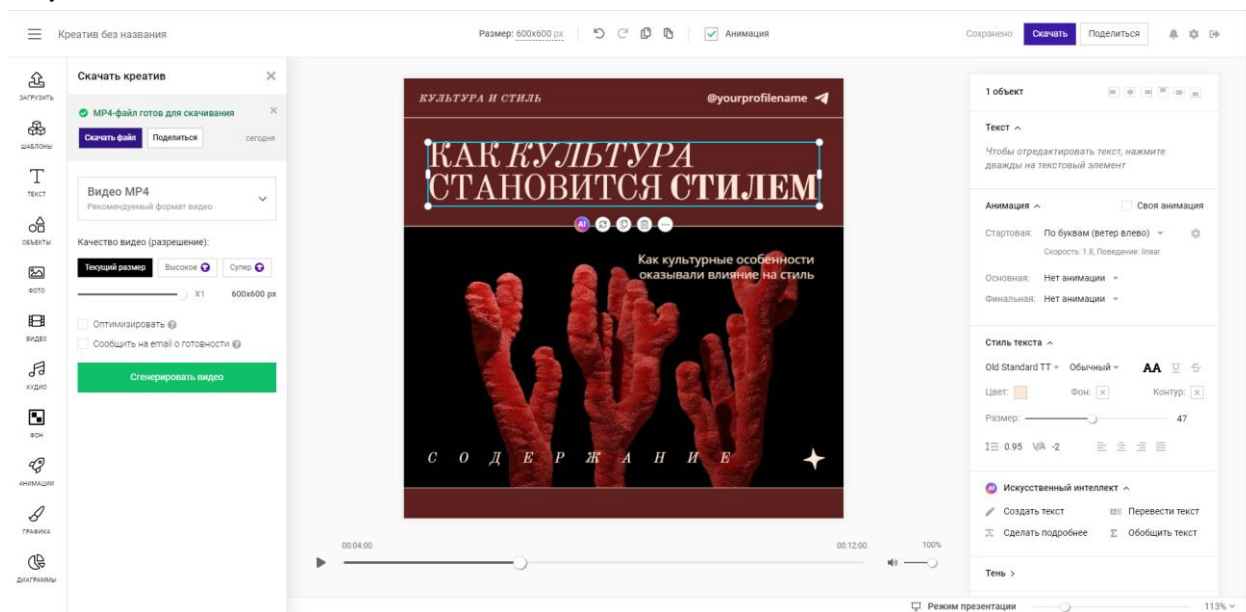 Креатив без названия
Размер: 600x600 px
Анимация
Сохранено
Скачать
Поделиться
ЗАГРУЗИТЬ
ШАБЛОНЫ
ТЕКСТ
ОБЪЕКТЫ
ФОТО
ВИДЕО
АУДИО
ФОН
АНИМАЦИИ
ГРАФИКА
ДИАГРАММЫ
Скачать креатив
MP4-файл готов для скачивания
Скачать файл Поделиться сегодня
Видео MP4
Рекомендуемый формат видео
Качество видео (разрешение):
Текущий размер Высокое Супер
X1 600x600 px
Оптимизировать
Сообщить на email о готовности
Сгенерировать видео
КУЛЬТУРА И СТИЛЬ @yourprofilename
КАК КУЛЬТУРА
СТАНОВИТСЯ СТИЛЕМ
AI
Как культурные особенности
оказывали влияние на стиль
СОДЕРЖАНИЕ
00:04:00 00:12:00 100%
1 объект
Текст
Чтобы отредактировать текст, нажмите
дважды на текстовый элемент
Анимация Своя анимация
Стартовая: По буквам (ветер влево)
Скорость: 1.8, Поведение: linear
Основная: Нет анимации
Финальная: Нет анимации
Стиль текста
Old Standard TT Обычный AA U S
Цвет: Фон: Контур:
Размер: 47
0.95 V/A -2
AI Искусственный интеллект
Создать текст Перевести текст
Сделать подробнее Обобщить текст
Тень
Режим презентации 113%